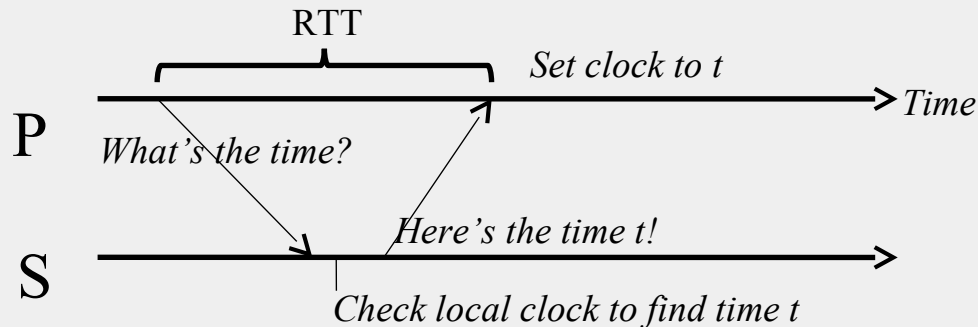 RTT
Set clock to t
Time
P
What's the time?
Here's the time t!
S
Check local clock to find time t